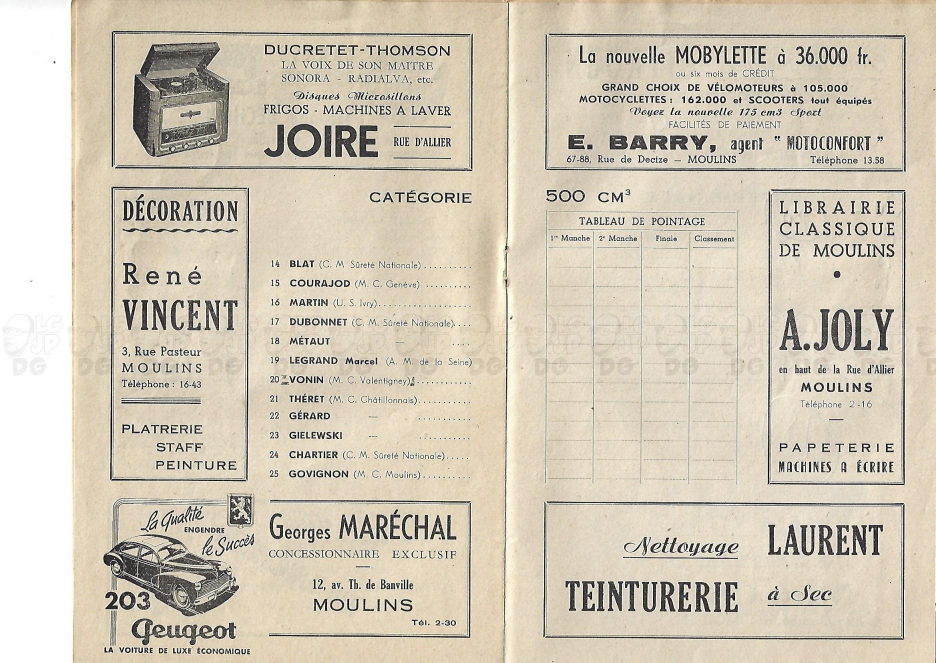 DUCRETET-THOMSON
LA VOIX DE SON MAITRE
SONORA - RADIALVA, etc.
Disques Microsillons
FRIGOS - MACHINES A LAVER
JOIRE RUE D'ALLIER
DÉCORATION
René
VINCENT
3, Rue Pasteur
MOULINS
Téléphone : 16-43
PLATRERIE
STAFF
PEINTURE
CATÉGORIE
14 BLAT (C. M. Sûreté Nationale)..........
15 COURAJOD (M. C. Genève)..........
16 MARTIN (U. S. Ivry)....................
17 DUBONNET (C. M. Sûreté Nationale)....
18 MÉTAUT —
19 LEGRAND Marcel (A. M. de la Seine)
20 VONIN (M. C. Valentigney)............
21 THÉRET (M. C. Châtillonnais)...........
22 GÉRARD — ...........
23 GIELEWSKI — ..........
24 CHARTIER (C. M. Sûreté Nationale).....
25 GOVIGNON (M. C. Moulins)...........
La Qualité
ENGENDRE
le Succès
203
Peugeot
LA VOITURE DE LUXE ÉCONOMIQUE
Georges MARÉCHAL
CONCESSIONNAIRE EXCLUSIF
12, av. Th. de Banville
MOULINS
Tél. 2-30
La nouvelle MOBYLETTE à 36.000 fr.
ou six mois de CRÉDIT
GRAND CHOIX DE VÉLOMOTEURS à 105.000
MOTOCYCLETTES : 162.000 et SCOOTERS tout équipés
Voyez la nouvelle 175 cm3 Sport
FACILITÉS DE PAIEMENT
E. BARRY, agent " MOTOCONFORT "
67-88, Rue de Decize — MOULINS Téléphone 13.58
500 CM³
TABLEAU DE POINTAGE
1re Manche 2e Manche Finale Classement
LIBRAIRIE
CLASSIQUE
DE MOULINS
A. JOLY
en haut de la Rue d'Allier
MOULINS
Téléphone 2-16
PAPETERIE
MACHINES A ÉCRIRE
Nettoyage LAURENT
TEINTURERIE à Sec